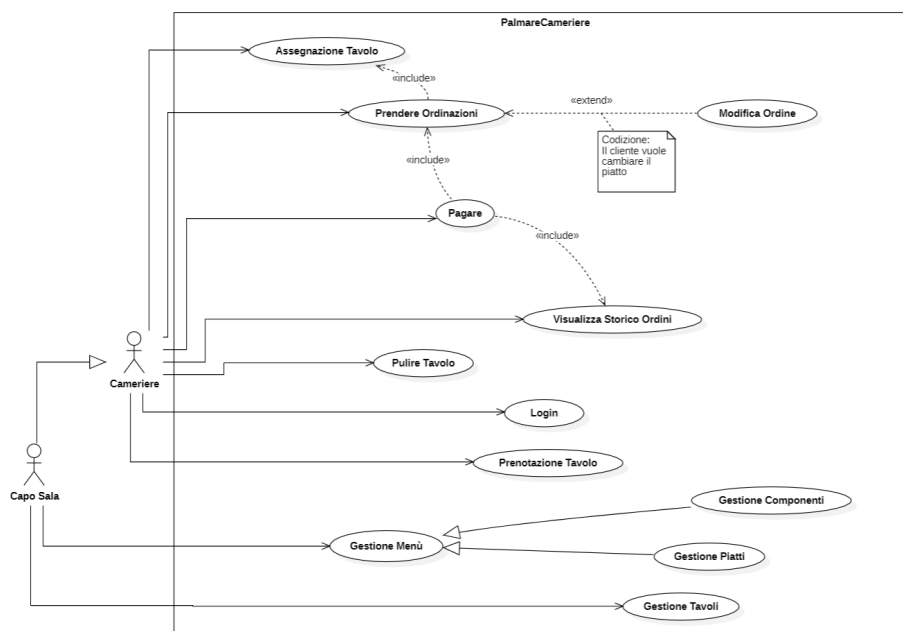 PalmareCameriere
Assegnazione Tavolo
«include»
Prendere Ordinazioni
«extend»
Modifica Ordine
Codizione:
Il cliente vuole
cambiare il
piatto
«include»
Pagare
«include»
Visualizza Storico Ordini
Pulire Tavolo
Cameriere
Login
Prenotazione Tavolo
Capo Sala
Gestione Componenti
Gestione Menù
Gestione Piatti
Gestione Tavoli